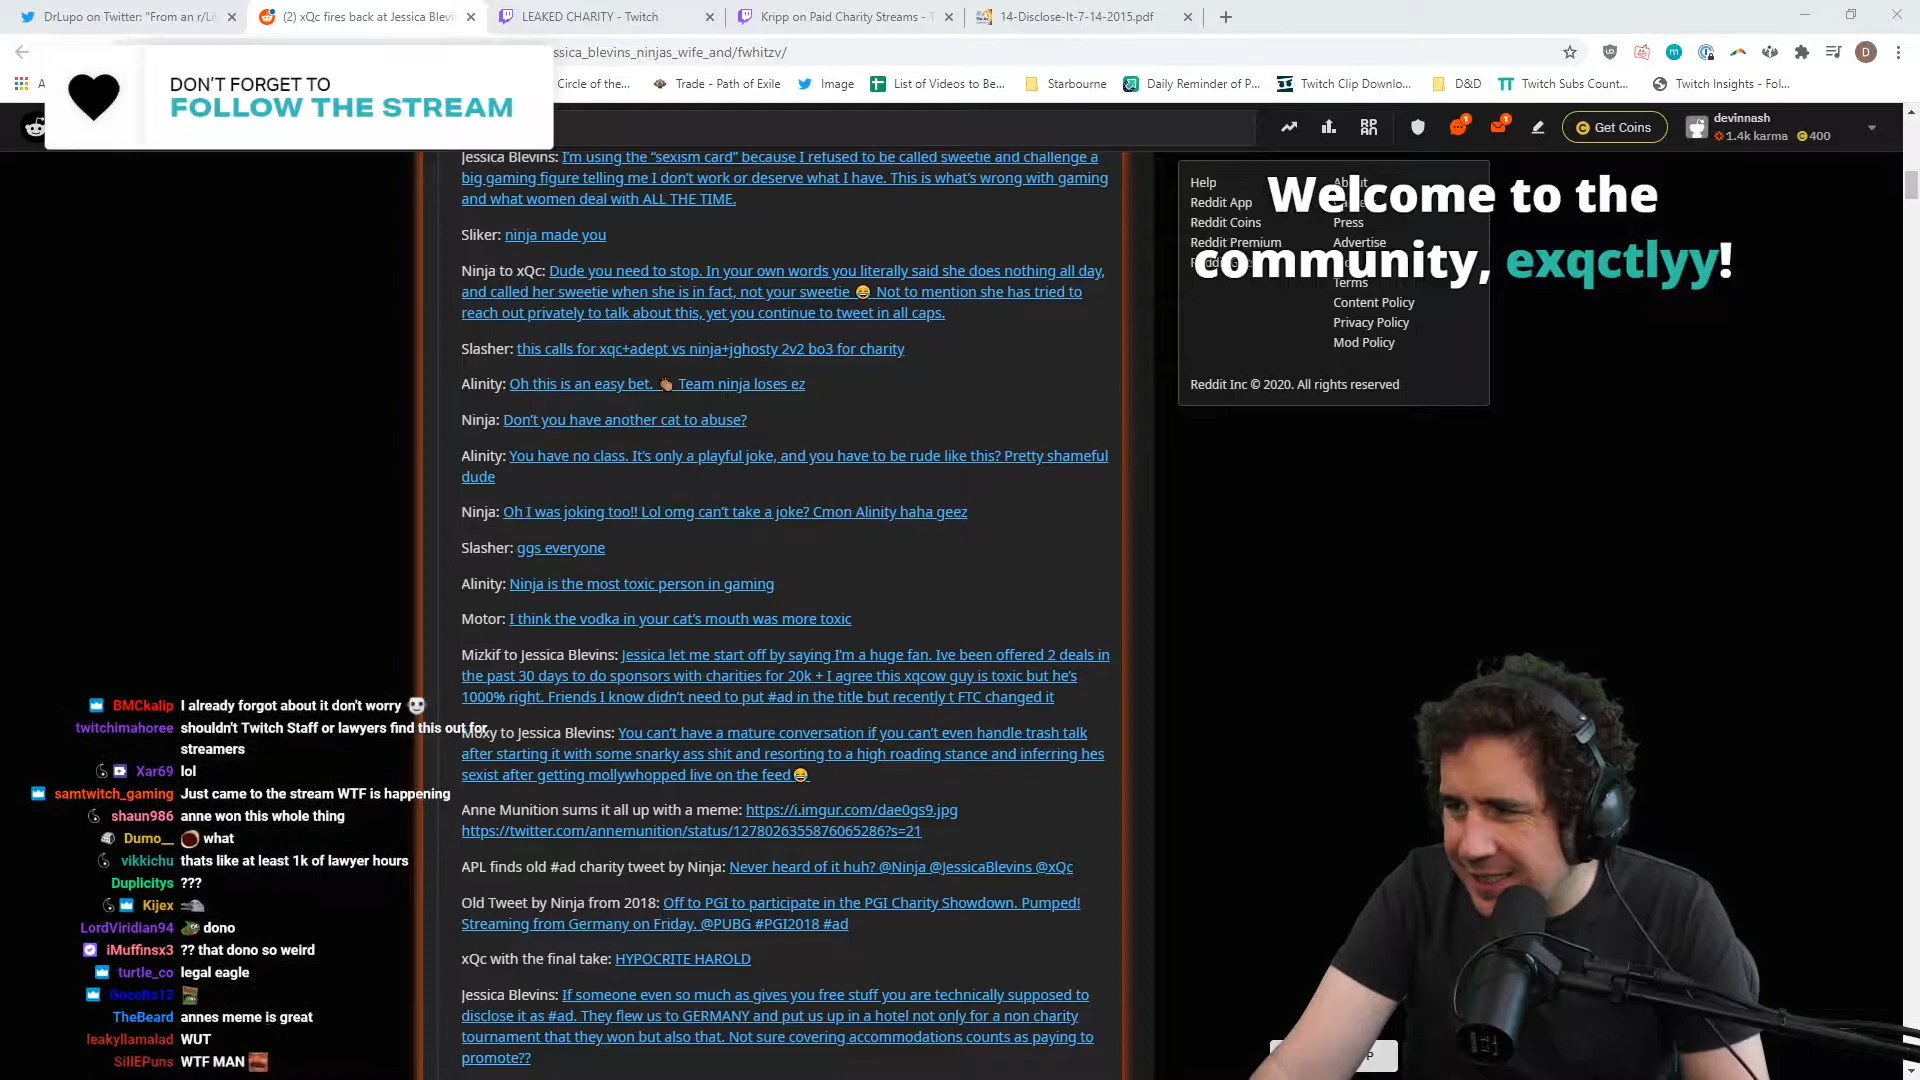 DrLupo on Twitter: "From an r/Li
(2) xQc fires back at Jessica Blevin
LEAKED CHARITY - Twitch
Kripp on Paid Charity Streams - T
14-Disclose-It-7-14-2015.pdf
ssica_blevins_ninjas_wife_and/fwhitzv/
D
A
Circle of the...
Trade - Path of Exile
Image
List of Videos to Be...
Starbourne
Daily Reminder of P...
Twitch Clip Downlo...
D&D
Twitch Subs Count...
Twitch Insights - Fol...
DON'T FORGET TO
FOLLOW THE STREAM
RPAN
1
1
Get Coins
devinnash
1.4k karma
400
Jessica Blevins: I'm using the "sexism card" because I refused to be called sweetie and challenge a
big gaming figure telling me I don't work or deserve what I have. This is what's wrong with gaming
and what women deal with ALL THE TIME.
Sliker: ninja made you
Ninja to xQc: Dude you need to stop. In your own words you literally said she does nothing all day,
and called her sweetie when she is in fact, not your sweetie 😂 Not to mention she has tried to
reach out privately to talk about this, yet you continue to tweet in all caps.
Slasher: this calls for xqc+adept vs ninja+jghosty 2v2 bo3 for charity
Alinity: Oh this is an easy bet. 👏🏽 Team ninja loses ez
Ninja: Don't you have another cat to abuse?
Alinity: You have no class. It's only a playful joke, and you have to be rude like this? Pretty shameful
dude
Ninja: Oh I was joking too!! Lol omg can't take a joke? Cmon Alinity haha geez
Slasher: ggs everyone
Alinity: Ninja is the most toxic person in gaming
Motor: I think the vodka in your cat's mouth was more toxic
Mizkif to Jessica Blevins: Jessica let me start off by saying I'm a huge fan. Ive been offered 2 deals in
the past 30 days to do sponsors with charities for 20k + I agree this xqcow guy is toxic but he's
1000% right. Friends I know didn't need to put #ad in the title but recently t FTC changed it
Moxy to Jessica Blevins: You can't have a mature conversation if you can't even handle trash talk
after starting it with some snarky ass shit and resorting to a high roading stance and inferring hes
sexist after getting mollywhopped live on the feed😂
Anne Munition sums it all up with a meme: https://i.imgur.com/dae0gs9.jpg
https://twitter.com/annemunition/status/1278026355876065286?s=21
APL finds old #ad charity tweet by Ninja: Never heard of it huh? @Ninja @JessicaBlevins @xQc
Old Tweet by Ninja from 2018: Off to PGI to participate in the PGI Charity Showdown. Pumped!
Streaming from Germany on Friday. @PUBG #PGI2018 #ad
xQc with the final take: HYPOCRITE HAROLD
Jessica Blevins: If someone even so much as gives you free stuff you are technically supposed to
disclose it as #ad. They flew us to GERMANY and put us up in a hotel not only for a non charity
tournament that they won but also that. Not sure covering accommodations counts as paying to
promote??
Help
About
Reddit App
Reddit Coins
Press
Reddit Premium
Advertise
Terms
Content Policy
Privacy Policy
Mod Policy
Reddit Inc © 2020. All rights reserved
Welcome to the
community, exqctlyy!
BMCkalip I already forgot about it don't worry
twitchimahoree shouldn't Twitch Staff or lawyers find this out for
streamers
Xar69 lol
samtwitch_gaming Just came to the stream WTF is happening
shaun986 anne won this whole thing
Dumo__ what
vikkichu thats like at least 1k of lawyer hours
Duplicitys ???
Kijex
LordViridian94 dono
iMuffinsx3 ?? that dono so weird
turtle_co legal eagle
Gocolts12
TheBeard annes meme is great
leakyllamalad WUT
SillEPuns WTF MAN